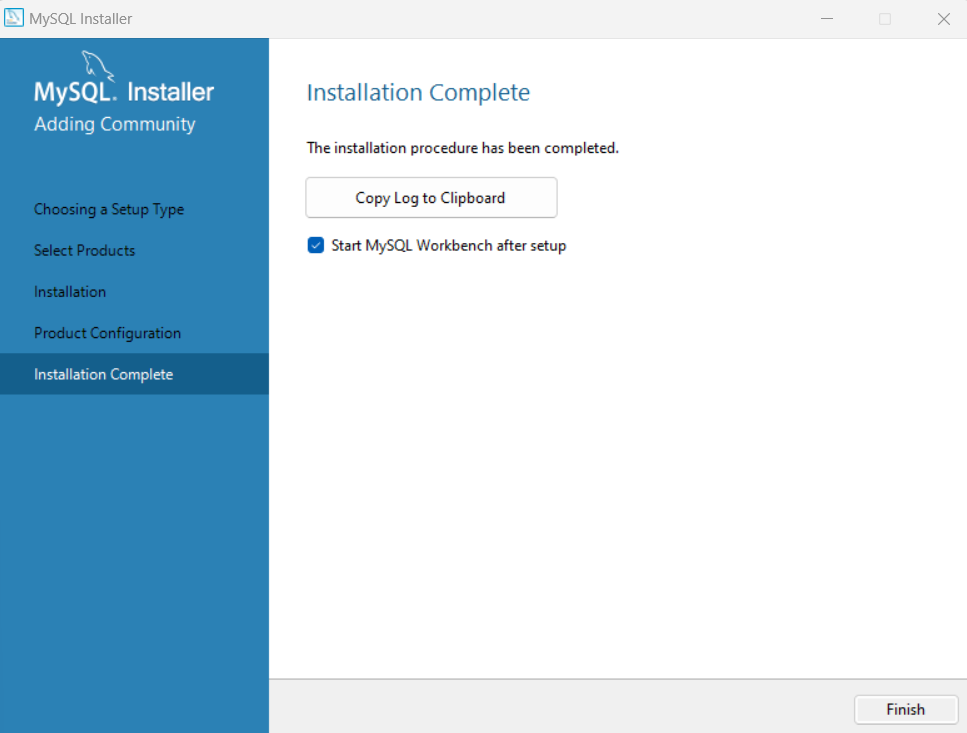 MySQL Installer
MySQL. Installer
Adding Community
Choosing a Setup Type
Select Products
Installation
Product Configuration
Installation Complete
Installation Complete
The installation procedure has been completed.
Copy Log to Clipboard
Start MySQL Workbench after setup
Finish